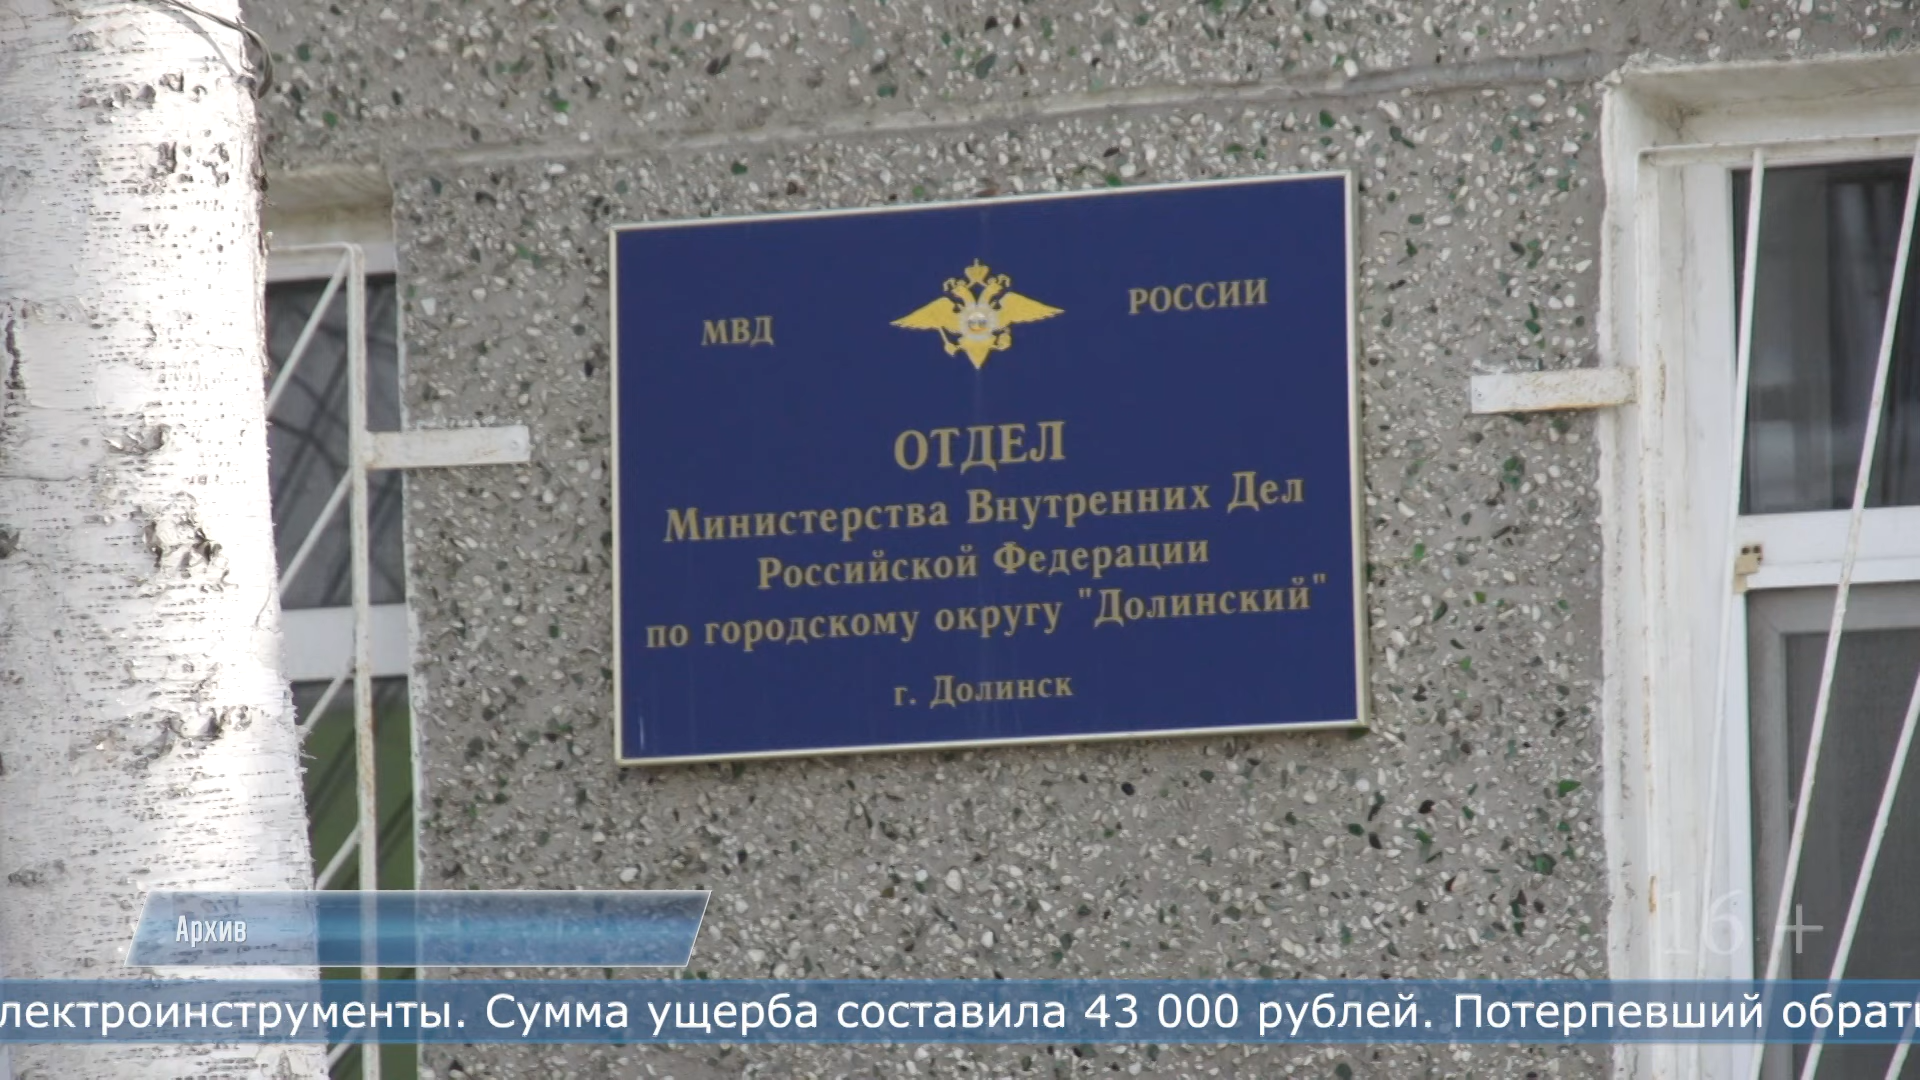 МВД РОССИИ
ОТДЕЛ
Министерства Внутренних Дел
Российской Федерации
по городскому округу "Долинский"
г. Долинск
Архив
16 +
лектроинструменты. Сумма ущерба составила 43 000 рублей. Потерпевший обрати